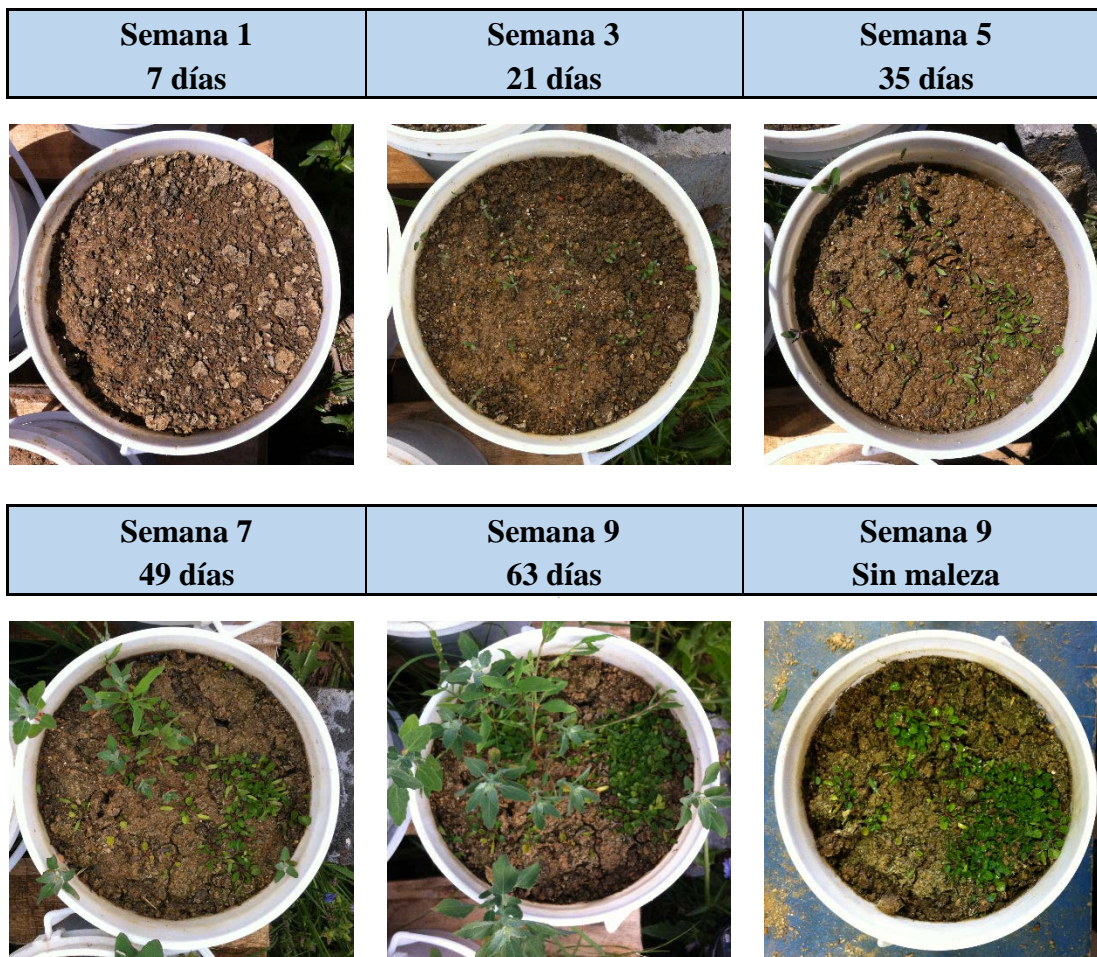 Semana 1
7 días
Semana 3
21 días
Semana 5
35 días
Semana 7
49 días
Semana 9
63 días
Semana 9
Sin maleza